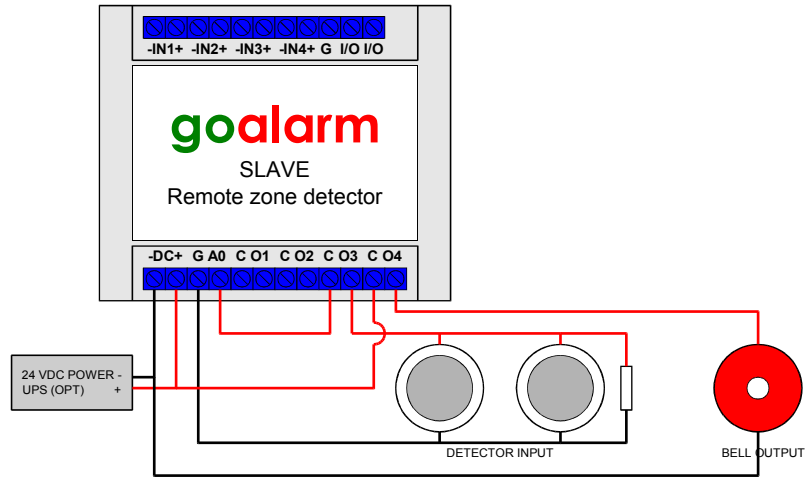 -IN1+ -IN2+ -IN3+ -IN4+ G I/O I/O
goalarm
SLAVE
Remote zone detector
-DC+ G A0 C O1 C O2 C O3 C O4
24 VDC POWER -
UPS (OPT) +
DETECTOR INPUT
BELL OUTPUT